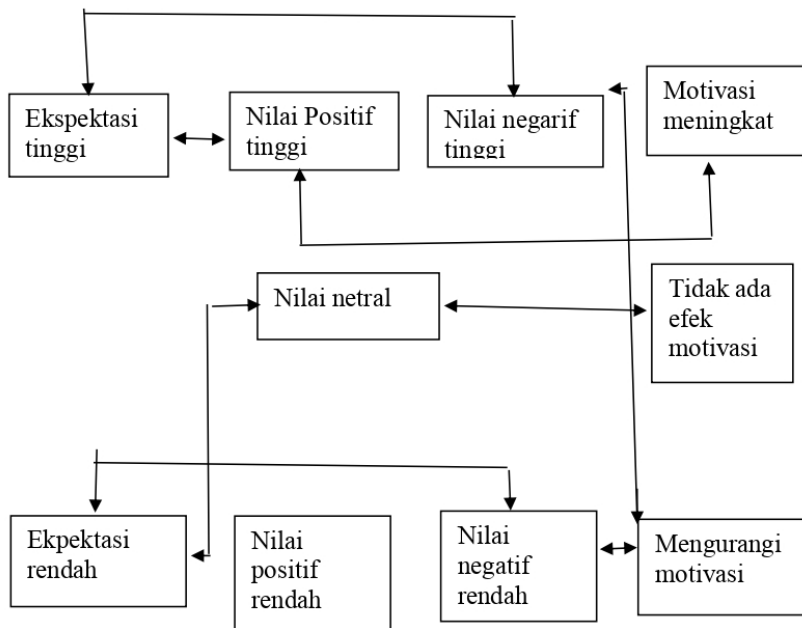 Ekspektasi
tinggi
Nilai Positif
tinggi
Nilai negarif
tinggi
Motivasi
meningkat
Nilai netral
Tidak ada
efek
motivasi
Ekpektasi
rendah
Nilai
positif
rendah
Nilai
negatif
rendah
Mengurangi
motivasi